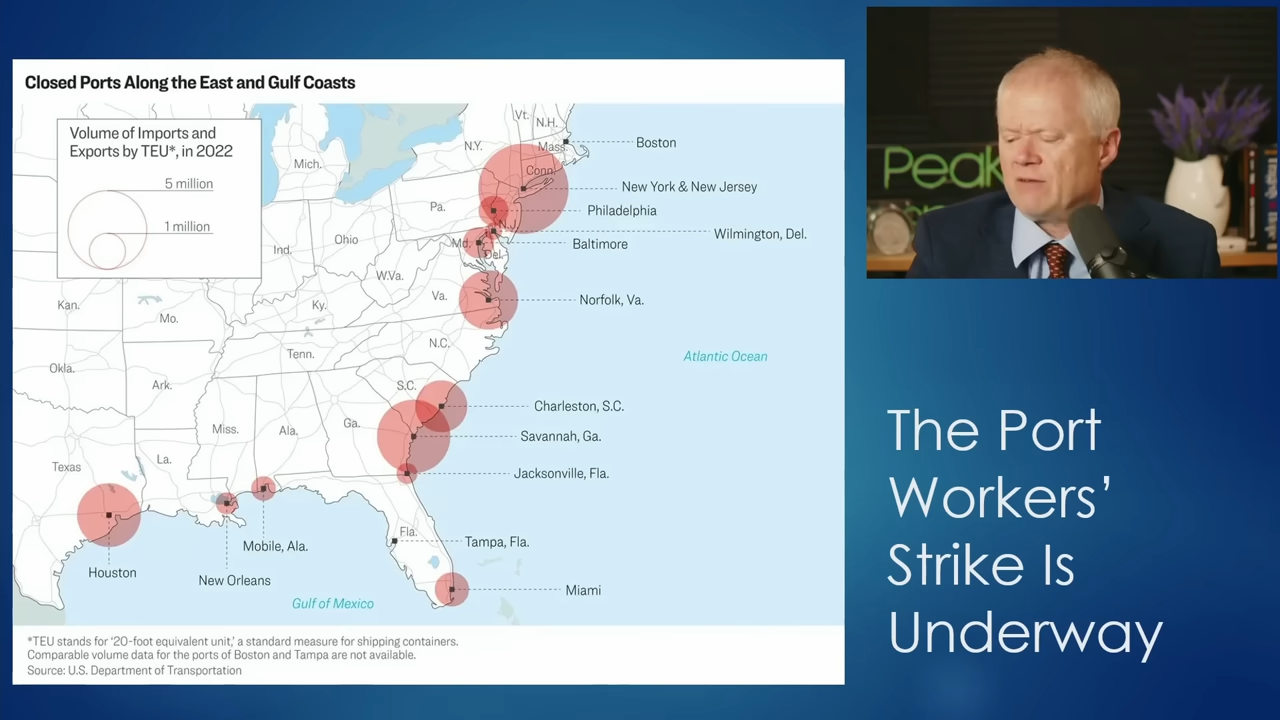 Closed Ports Along the East and Gulf Coasts
Volume of Imports and
Exports by TEU*, in 2022
5 million
1 million
Vt.
N.H.
N.Y.
Mass.
Boston
Mich.
Conn.
New York & New Jersey
Pa.
Philadelphia
N.J.
Wilmington, Del.
Ind.
Ohio
Md.
Del.
Baltimore
W.Va.
Kan.
Mo.
Ky.
Va.
Norfolk, Va.
N.C.
Tenn.
Atlantic Ocean
Okla.
Ark.
S.C.
Charleston, S.C.
Miss.
Ala.
Ga.
Savannah, Ga.
Texas
La.
Jacksonville, Fla.
Fla.
Tampa, Fla.
Mobile, Ala.
Houston
New Orleans
Miami
Gulf of Mexico
*TEU stands for ‘20-foot equivalent unit,’ a standard measure for shipping containers.
Comparable volume data for the ports of Boston and Tampa are not available.
Source: U.S. Department of Transportation
Peak
The Port
Workers’
Strike Is
Underway